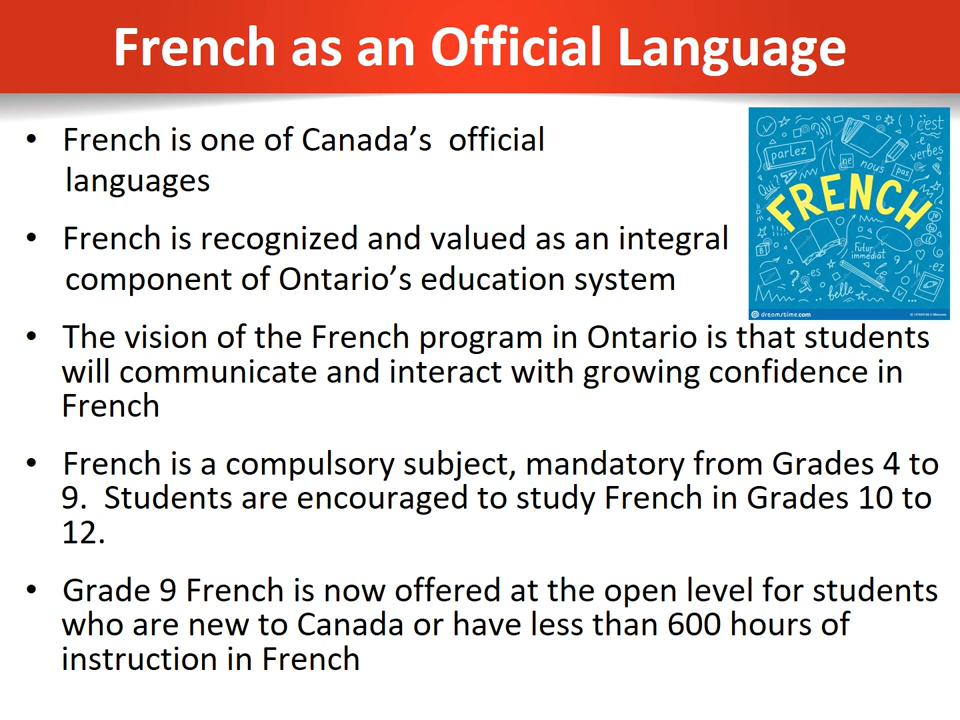 French as an Official Language
• French is one of Canada's  official
languages
• French is recognized and valued as an integral
component of Ontario's education system
• The vision of the French program in Ontario is that students
will communicate and interact with growing confidence in
French
• French is a compulsory subject, mandatory from Grades 4 to
9.  Students are encouraged to study French in Grades 10 to
12.
• Grade 9 French is now offered at the open level for students
who are new to Canada or have less than 600 hours of
instruction in French
c'est
-e
parlez
ne
nous
verbes
pas
Oui?
FRENCH
Futur
immédiat
-es
-ez
belle
dreamstime.com